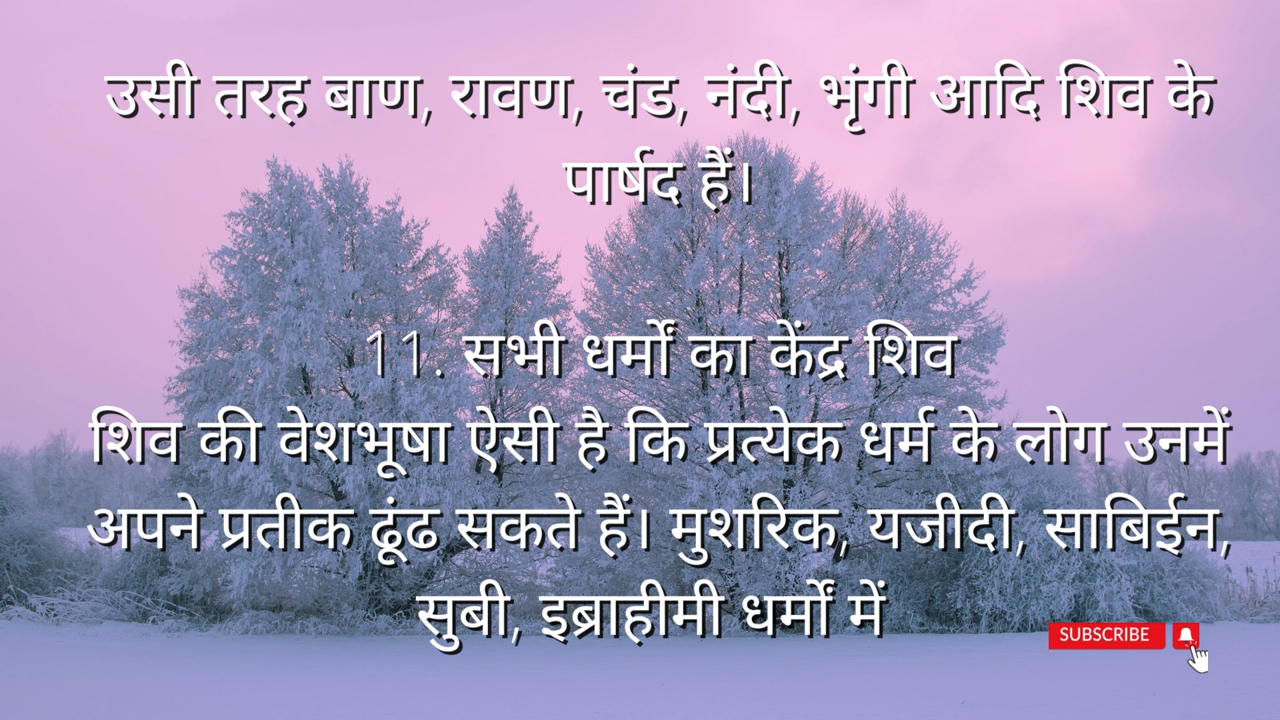 उसी तरह बाण, रावण, चंड, नंदी, भृंगी आदि शिव के
पार्षद हैं।
11. सभी धर्मों का केंद्र शिव
शिव की वेशभूषा ऐसी है कि प्रत्येक धर्म के लोग उनमें
अपने प्रतीक ढूंढ सकते हैं। मुशरिक, यजीदी, साबिईन,
सुबी, इब्राहीमी धर्मों में
SUBSCRIBE